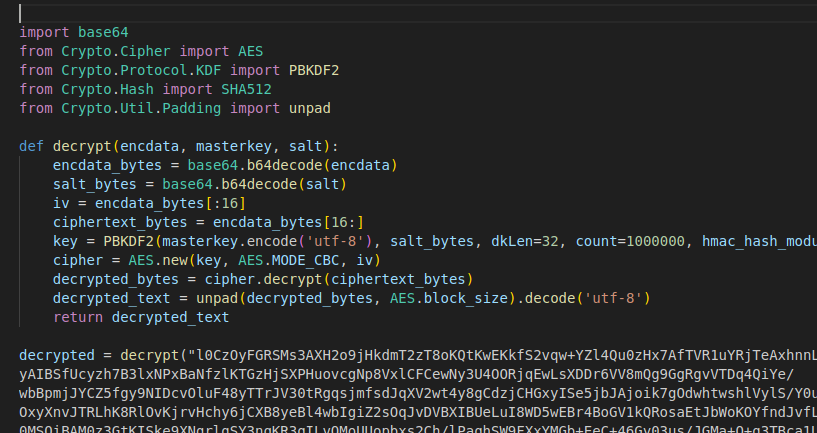 import base64
from Crypto.Cipher import AES
from Crypto.Protocol.KDF import PBKDF2
from Crypto.Hash import SHA512
from Crypto.Util.Padding import unpad
def decrypt(encdata, masterkey, salt):
encdata_bytes = base64.b64decode(encdata)
salt_bytes = base64.b64decode(salt)
iv = encdata_bytes[:16]
ciphertext_bytes = encdata_bytes[16:]
key = PBKDF2(masterkey.encode('utf-8'), salt_bytes, dkLen=32, count=1000000, hmac_hash_modu
cipher = AES.new(key, AES.MODE_CBC, iv)
decrypted_bytes = cipher.decrypt(ciphertext_bytes)
decrypted_text = unpad(decrypted_bytes, AES.block_size).decode('utf-8')
return decrypted_text
decrypted = decrypt("l0CzOyFGRSMs3AXH2o9jHkdmT2zT8oKQtKwEKkfS2vqw+YZl4Qu0zHx7AfTVR1uYRjTeAxhnnL
yAIBSfUcyzh7B3lxNPxBaNfzlKTGzHjSXPHuovcgNp8VxlCFCewNy3U4OORjqEwLsXDDr6VV8mQg9GgRgvVTDq4QiYe/
wbBpmjJYCZ5fgy9NIDcvOluF48yTTrJV30tRgqsjmfsdJqXV2wt4y8gCdzjCHGxyISe5jbAJjoik7gOdwhtwshlVylS/Y0u
OxyXnvJTRLhK8RlOvKjrvHchy6jCXB8yeBl4wbIgiZ2sOqJvDVBXIBUeLuI8WD5wEBr4BoGV1kQRosaEtJbWoKOYfndJvfL